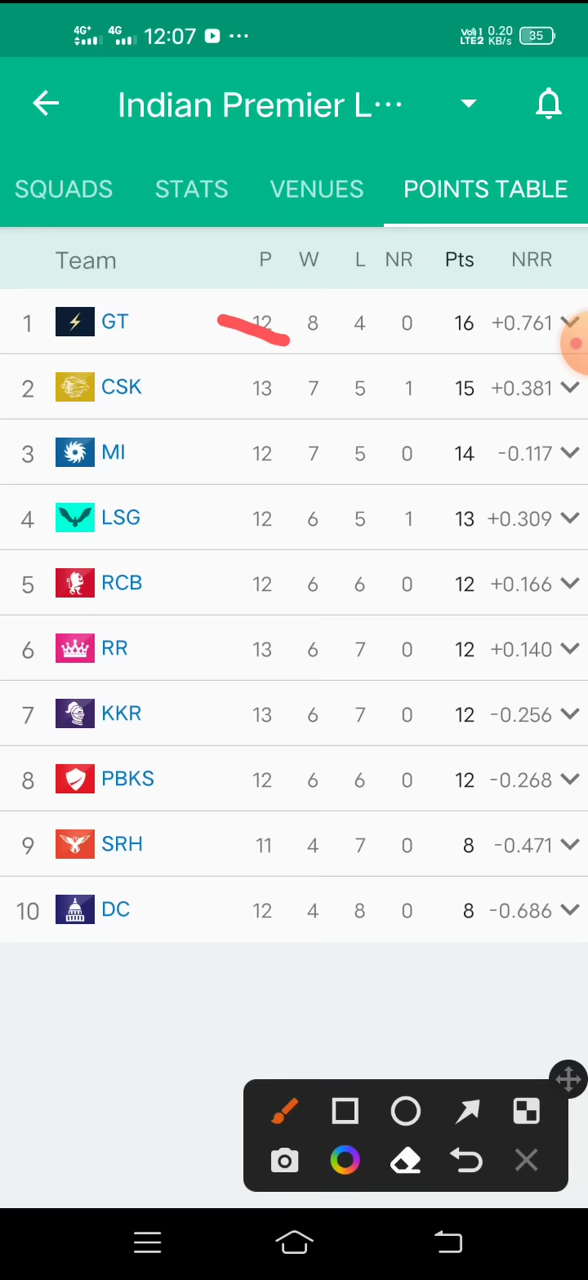 4G+ 4G 12:07 ... Vo)) 1 LTE2 0.20 KB/s 35
Indian Premier L...
SQUADS STATS VENUES POINTS TABLE
Team P W L NR Pts NRR
1 GT 12 8 4 0 16 +0.761
2 CSK 13 7 5 1 15 +0.381
3 MI 12 7 5 0 14 -0.117
4 LSG 12 6 5 1 13 +0.309
5 RCB 12 6 6 0 12 +0.166
6 RR 13 6 7 0 12 +0.140
7 KKR 13 6 7 0 12 -0.256
8 PBKS 12 6 6 0 12 -0.268
9 SRH 11 4 7 0 8 -0.471
10 DC 12 4 8 0 8 -0.686